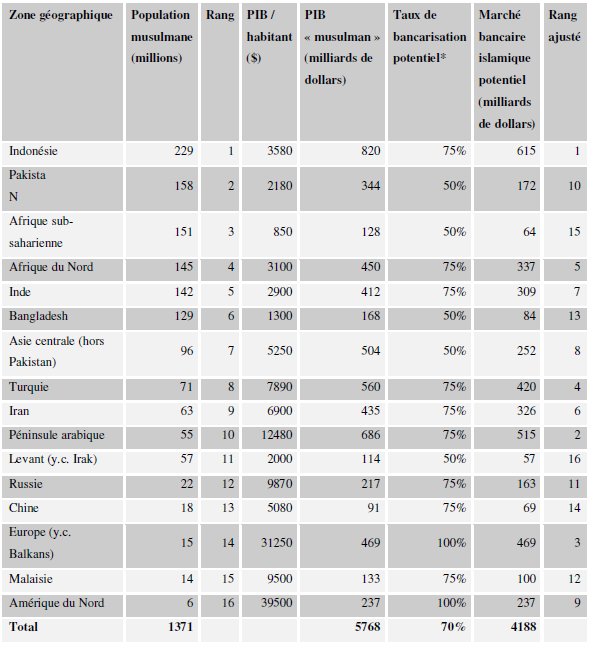 Zone géographique Population musulmane (millions) Rang PIB / habitant ($) PIB « musulman » (milliards de dollars) Taux de bancarisation potentiel* Marché bancaire islamique potentiel (milliards de dollars) Rang ajusté
Indonésie 229 1 3580 820 75% 615 1
Pakista
N 158 2 2180 344 50% 172 10
Afrique sub-
saharienne 151 3 850 128 50% 64 15
Afrique du Nord 145 4 3100 450 75% 337 5
Inde 142 5 2900 412 75% 309 7
Bangladesh 129 6 1300 168 50% 84 13
Asie centrale (hors
Pakistan) 96 7 5250 504 50% 252 8
Turquie 71 8 7890 560 75% 420 4
Iran 63 9 6900 435 75% 326 6
Péninsule arabique 55 10 12480 686 75% 515 2
Levant (y.c. Irak) 57 11 2000 114 50% 57 16
Russie 22 12 9870 217 75% 163 11
Chine 18 13 5080 91 75% 69 14
Europe (y.c.
Balkans) 15 14 31250 469 100% 469 3
Malaisie 14 15 9500 133 75% 100 12
Amérique du Nord 6 16 39500 237 100% 237 9
Total 1371 5768 70% 4188